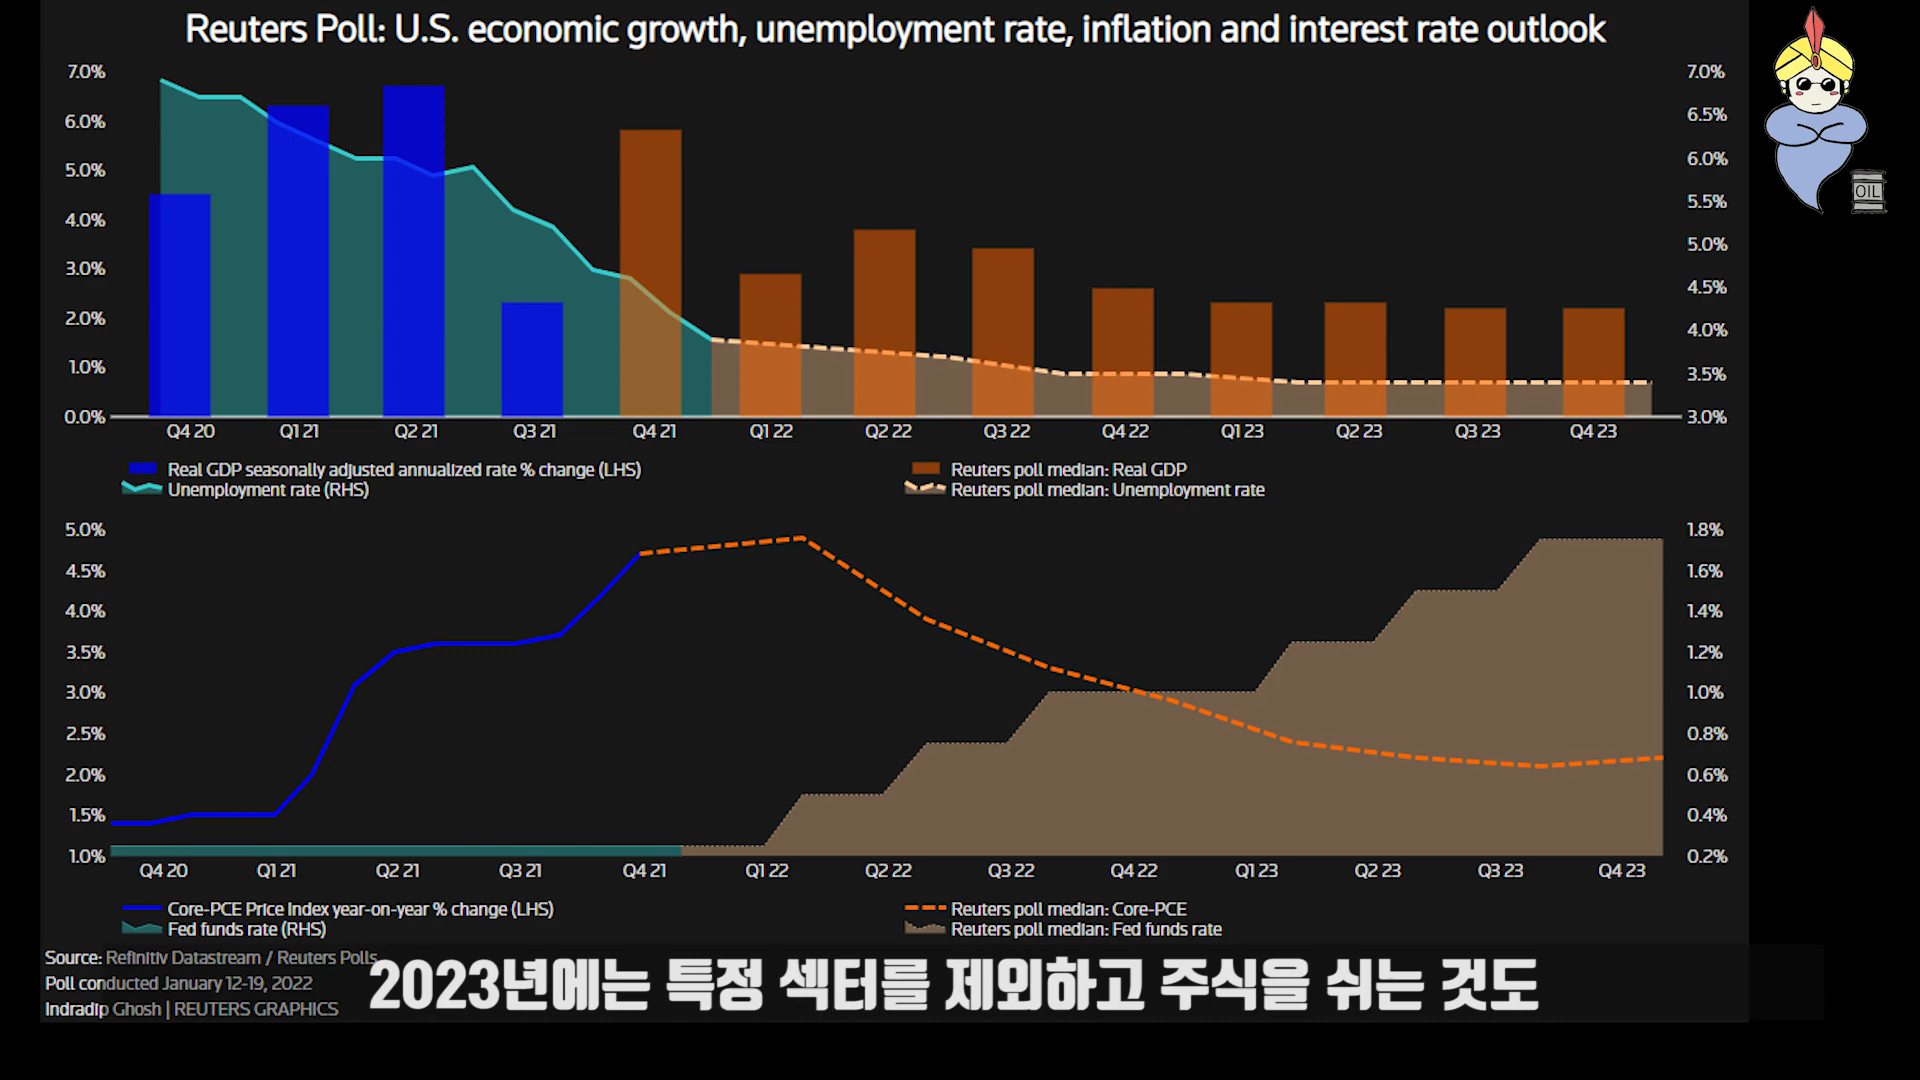 Reuters Poll: U.S. economic growth, unemployment rate, inflation and interest rate outlook
7.0%
6.0%
5.0%
4.0%
3.0%
2.0%
1.0%
0.0%
7.0%
6.5%
6.0%
5.5%
5.0%
4.5%
4.0%
3.5%
3.0%
OIL
Q4 20 Q1 21 Q2 21 Q3 21 Q4 21 Q1 22 Q2 22 Q3 22 Q4 22 Q1 23 Q2 23 Q3 23 Q4 23
Real GDP seasonally adjusted annualized rate % change (LHS)
Unemployment rate (RHS)
Reuters poll median: Real GDP
Reuters poll median: Unemployment rate
5.0%
4.5%
4.0%
3.5%
3.0%
2.5%
2.0%
1.5%
1.0%
1.8%
1.6%
1.4%
1.2%
1.0%
0.8%
0.6%
0.4%
0.2%
Q4 20 Q1 21 Q2 21 Q3 21 Q4 21 Q1 22 Q2 22 Q3 22 Q4 22 Q1 23 Q2 23 Q3 23 Q4 23
Core-PCE Price Index year-on-year % change (LHS)
Fed funds rate (RHS)
Reuters poll median: Core-PCE
Reuters poll median: Fed funds rate
Source: Refinitiv Datastream / Reuters Polls
Poll conducted January 12-19, 2022
Indradip Ghosh | REUTERS GRAPHICS
2023년에는 특정 섹터를 제외하고 주식을 쉬는 것도